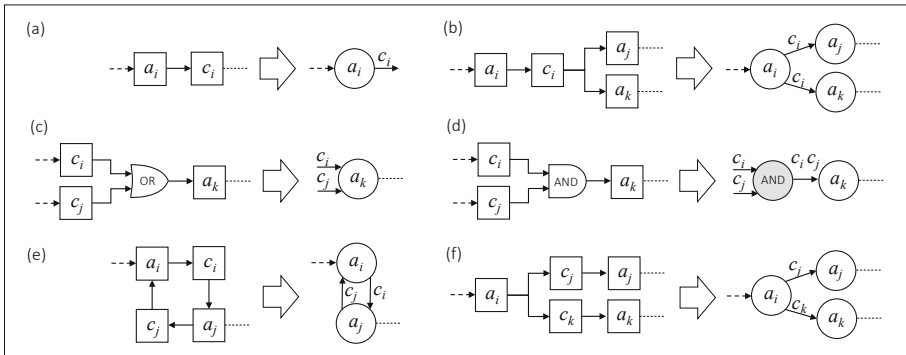 (a)
a_i c_i a_i c_i
(b)
a_i c_i a_j a_k a_i c_i c_i a_j a_k
(c)
c_i c_j OR a_k c_i c_j a_k
(d)
c_i c_j AND a_k c_i c_j AND c_i c_j a_k
(e)
a_i c_i c_j a_j a_i c_j c_i a_j
(f)
a_i c_j a_j c_k a_k a_i c_j c_k a_j a_k